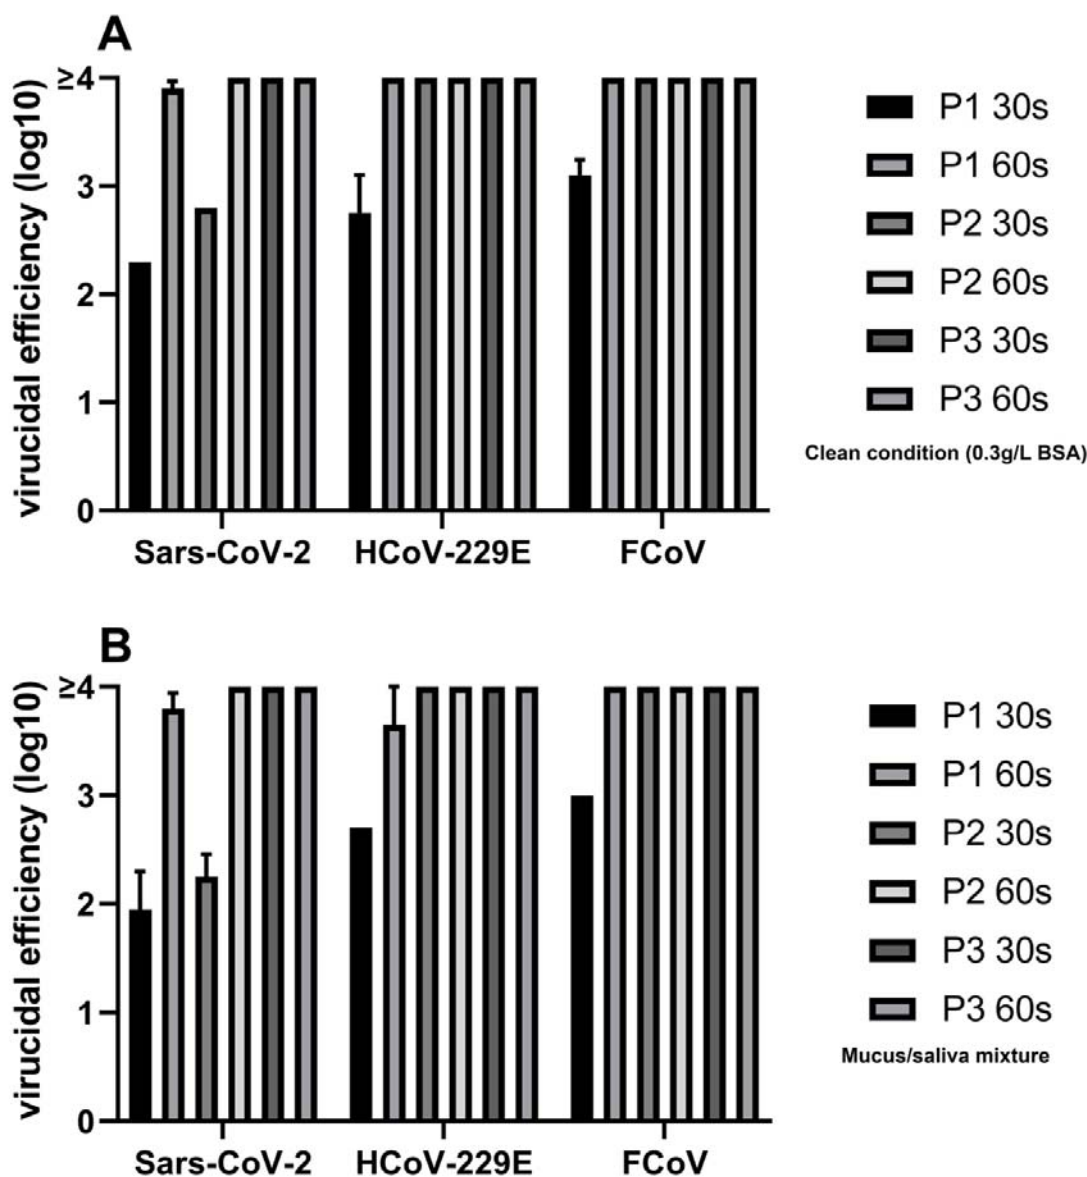 A
virucidal efficiency (log10)
≥4
3
2
1
0
Sars-CoV-2 HCoV-229E FCoV
P1 30s
P1 60s
P2 30s
P2 60s
P3 30s
P3 60s
Clean condition (0.3g/L BSA)
B
virucidal efficiency (log10)
≥4
3
2
1
0
Sars-CoV-2 HCoV-229E FCoV
P1 30s
P1 60s
P2 30s
P2 60s
P3 30s
P3 60s
Mucus/saliva mixture